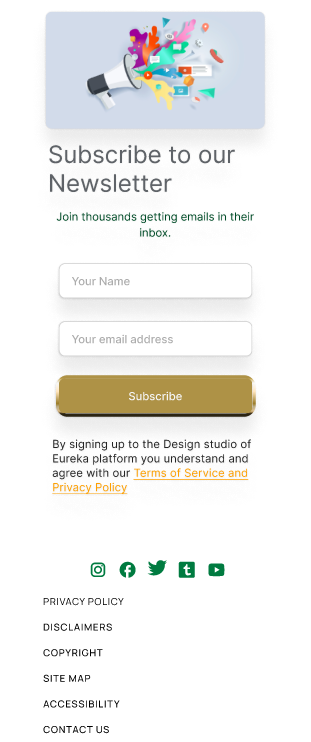 Subscribe to our
Newsletter
Join thousands getting emails in their
inbox.
Your Name
Your email address
Subscribe
By signing up to the Design studio of
Eureka platform you understand and
agree with our Terms of Service and
Privacy Policy
PRIVACY POLICY
DISCLAIMERS
COPYRIGHT
SITE MAP
ACCESSIBILITY
CONTACT US